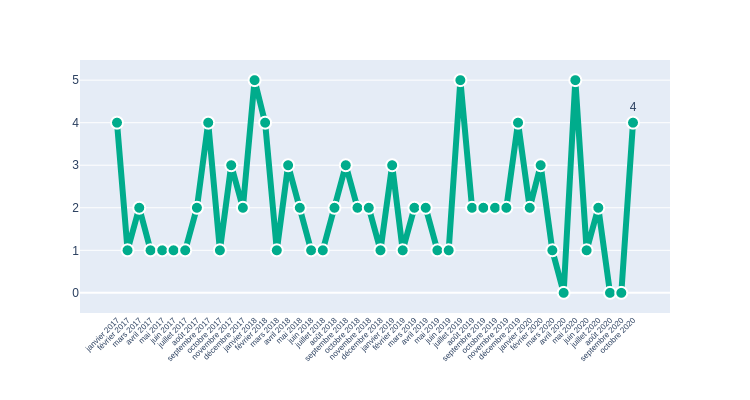 5
4
3
2
1
0
4
janvier 2017
février 2017
mars 2017
avril 2017
mai 2017
juin 2017
juillet 2017
août 2017
septembre 2017
octobre 2017
novembre 2017
décembre 2017
janvier 2018
février 2018
mars 2018
avril 2018
mai 2018
juin 2018
juillet 2018
août 2018
septembre 2018
octobre 2018
novembre 2018
décembre 2018
janvier 2019
février 2019
mars 2019
avril 2019
mai 2019
juin 2019
juillet 2019
août 2019
septembre 2019
octobre 2019
novembre 2019
décembre 2019
janvier 2020
février 2020
mars 2020
avril 2020
mai 2020
juin 2020
juillet 2020
août 2020
septembre 2020
octobre 2020